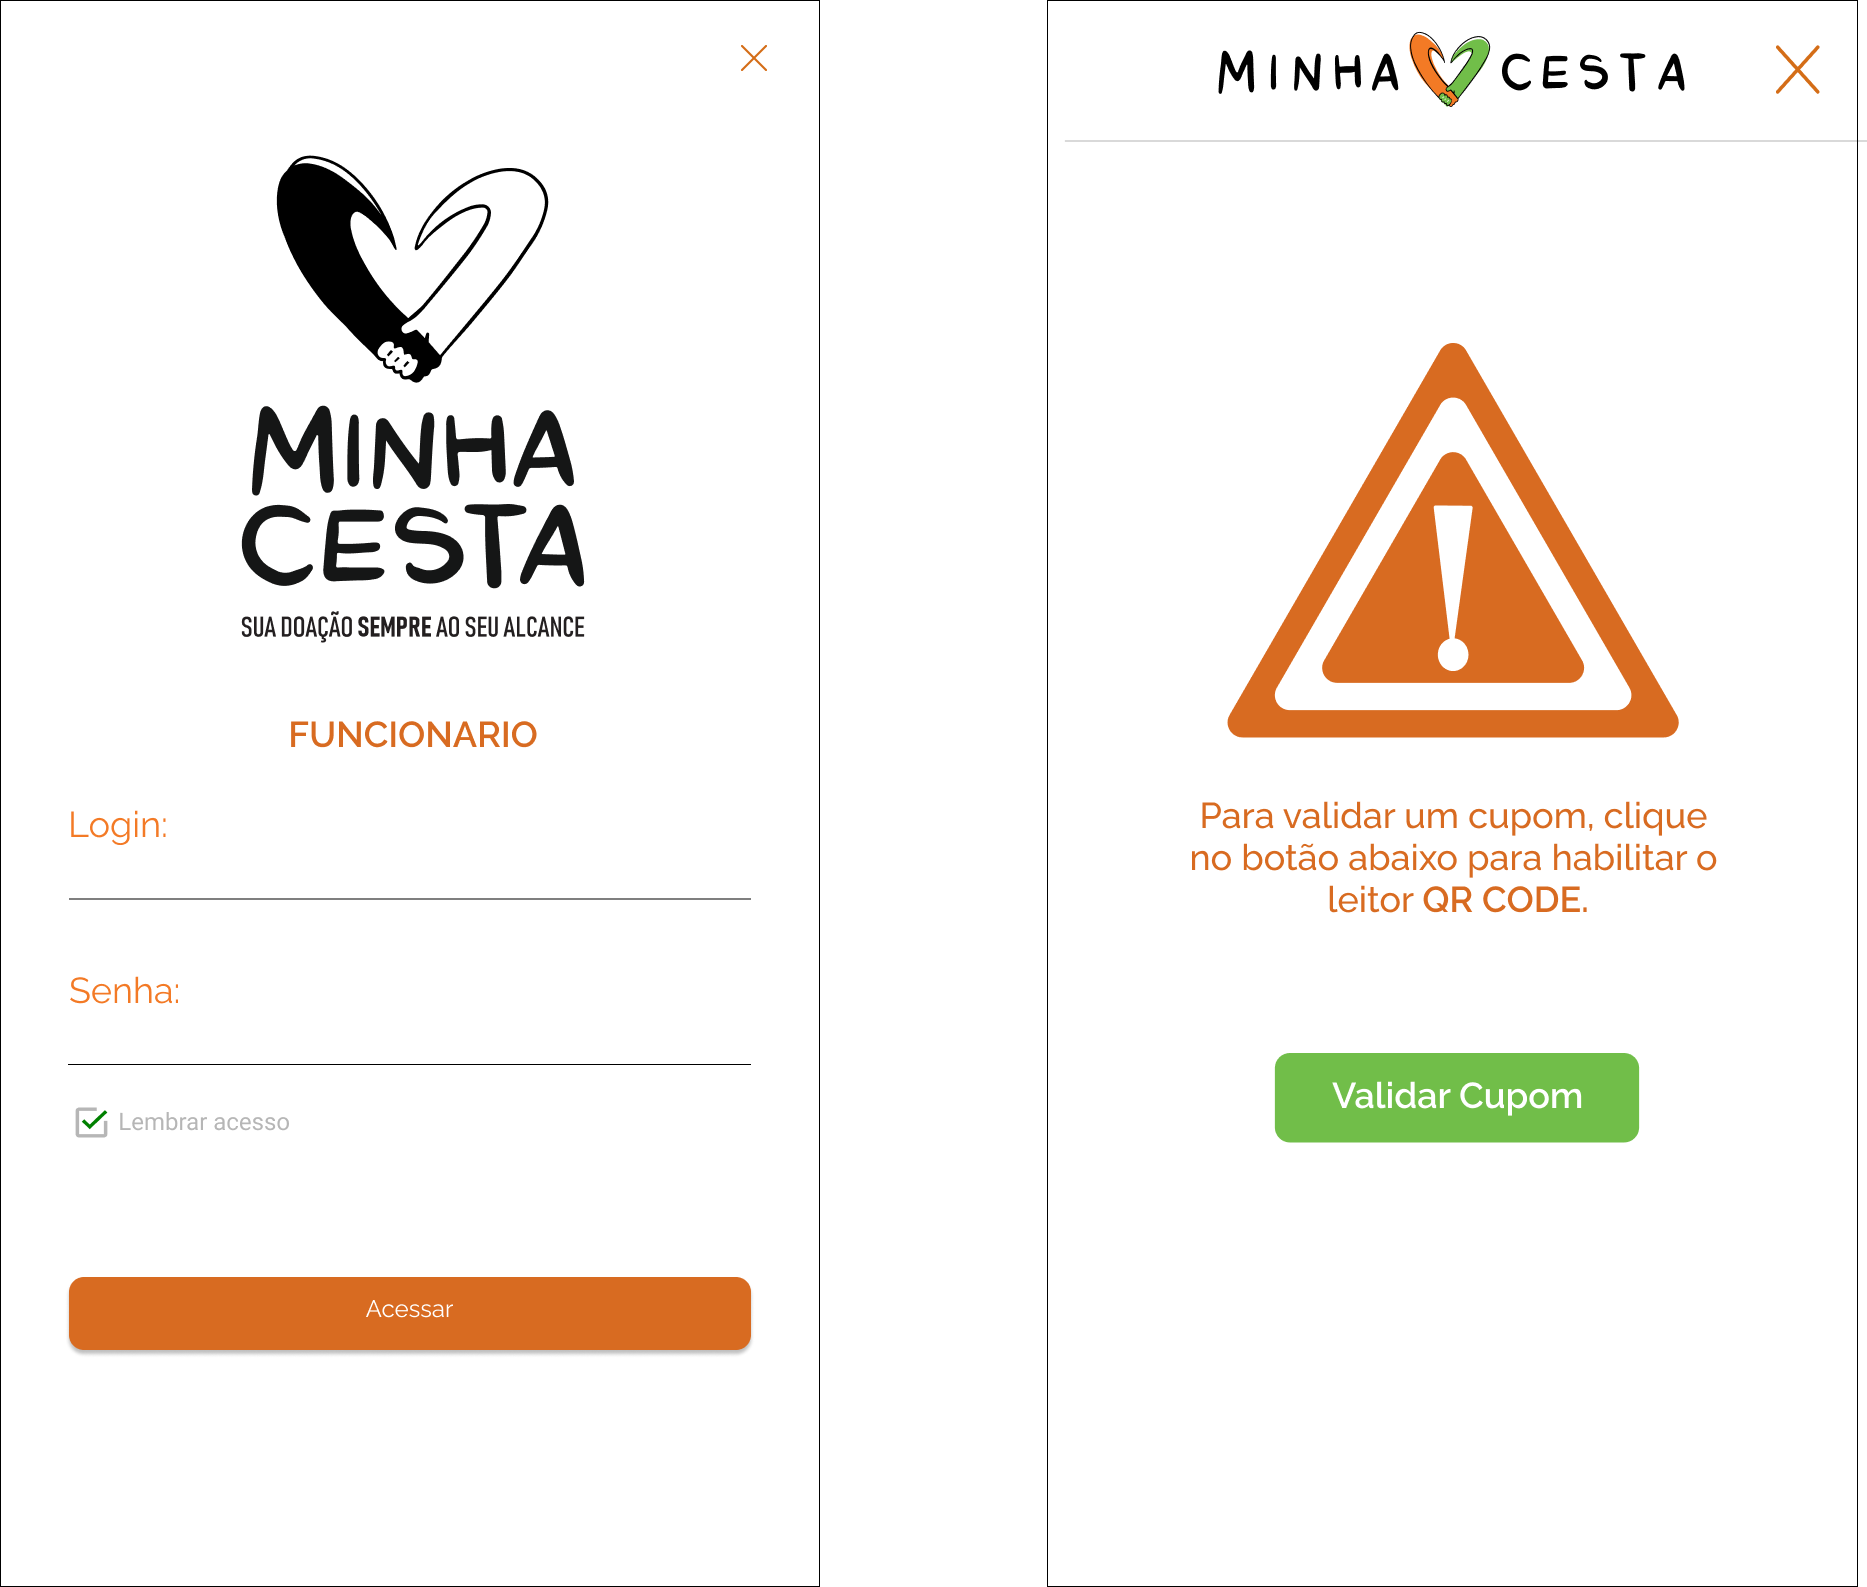 MINHA
CESTA
SUA DOAÇÃO SEMPRE AO SEU ALCANCE
FUNCIONARIO
Login:
Senha:
Lembrar acesso
Acessar
MINHA CESTA
Para validar um cupom, clique
no botão abaixo para habilitar o
leitor QR CODE.
Validar Cupom